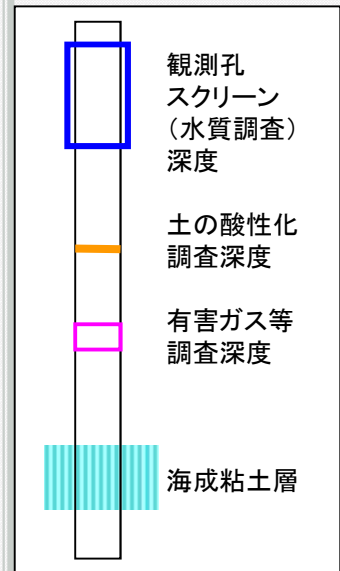 観測孔
スクリーン
（水質調査）
深度
土の酸性化
調査深度
有害ガス等
調査深度
海成粘土層